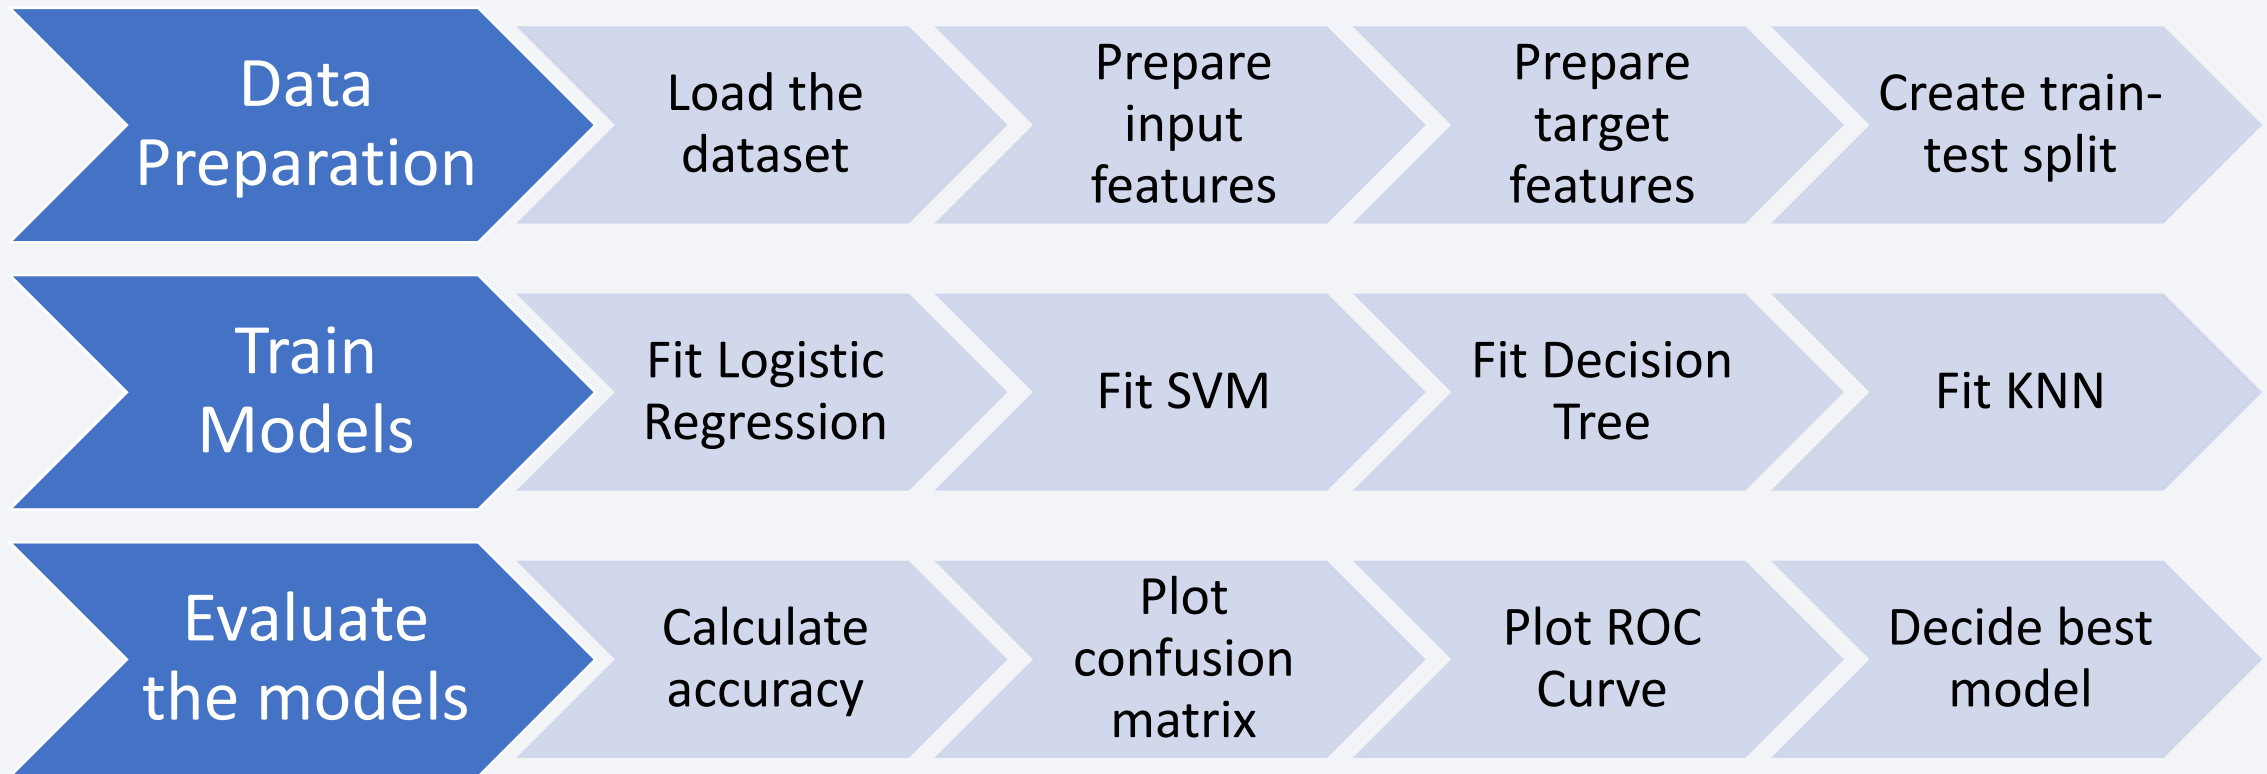 Data
Preparation
Load the
dataset
Prepare
input
features
Prepare
target
features
Create train-
test split
Train
Models
Fit Logistic
Regression
Fit SVM
Fit Decision
Tree
Fit KNN
Evaluate
the models
Calculate
accuracy
Plot
confusion
matrix
Plot ROC
Curve
Decide best
model